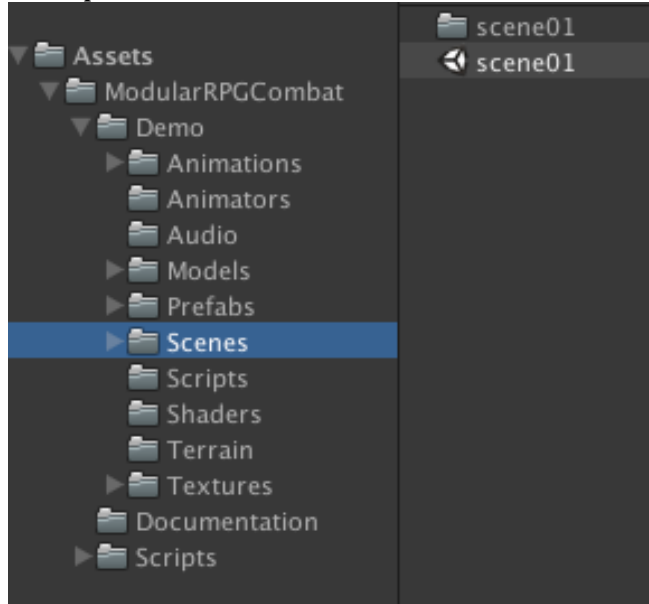 Assets
ModularRPGCombat
Demo
Animations
Animators
Audio
Models
Prefabs
Scenes
Scripts
Shaders
Terrain
Textures
Documentation
Scripts
scene01
scene01